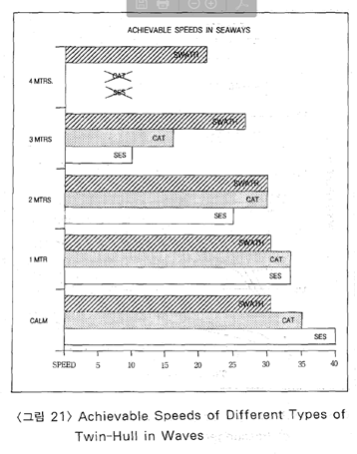 ACHIEVABLE SPEEDS IN SEAWAYS
SWATH
4 MTRS. CAT
SES
SWATH
3 MTRS CAT
SES
SWATH
2 MTRS CAT
SES
SWATH
1 MTR CAT
SES
SWATH
CALM CAT
SES
SPEED 5 10 15 20 25 30 35 40
〈그림 21〉 Achievable Speeds of Different Types of
Twin-Hull in Waves